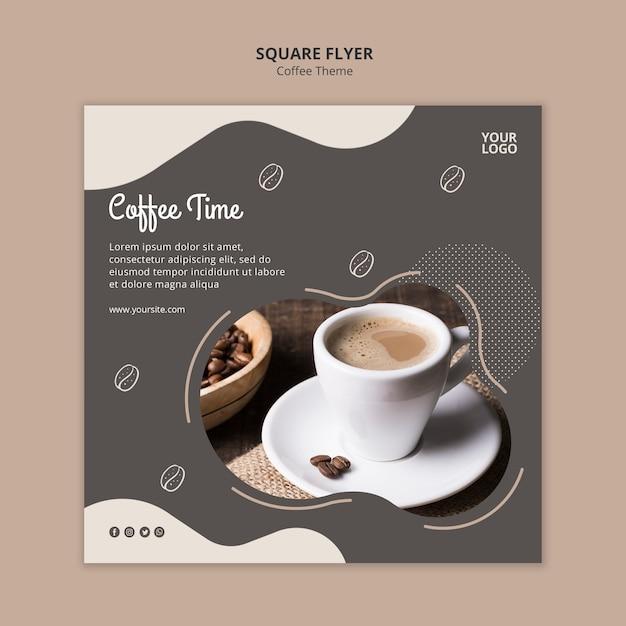 SQUARE FLYER
Coffee Theme
YOUR
LOGO
Coffee Time
Lorem ipsum dolor sit amet,
consectetur adipiscing elit, sed do
eiusmod tempor incididunt ut labore
et dolore magna aliqua
www.yoursite.com